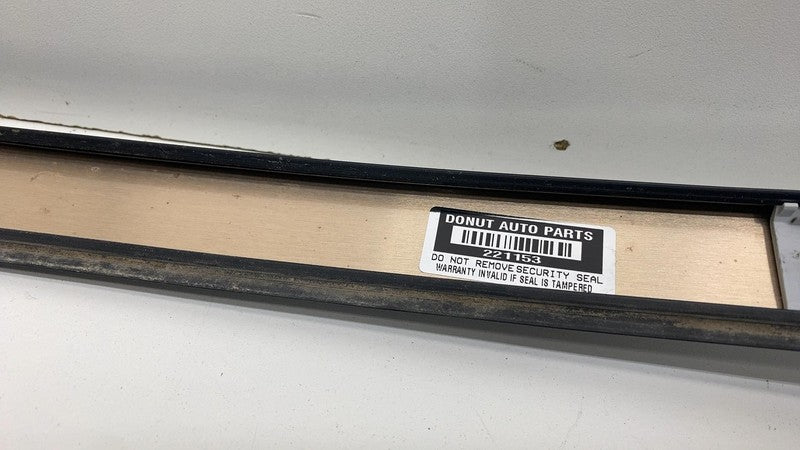 DONUT AUTO PARTS
221153
DO NOT REMOVE SECURITY SEAL
WARRANTY INVALID IF SEAL IS TAMPERED